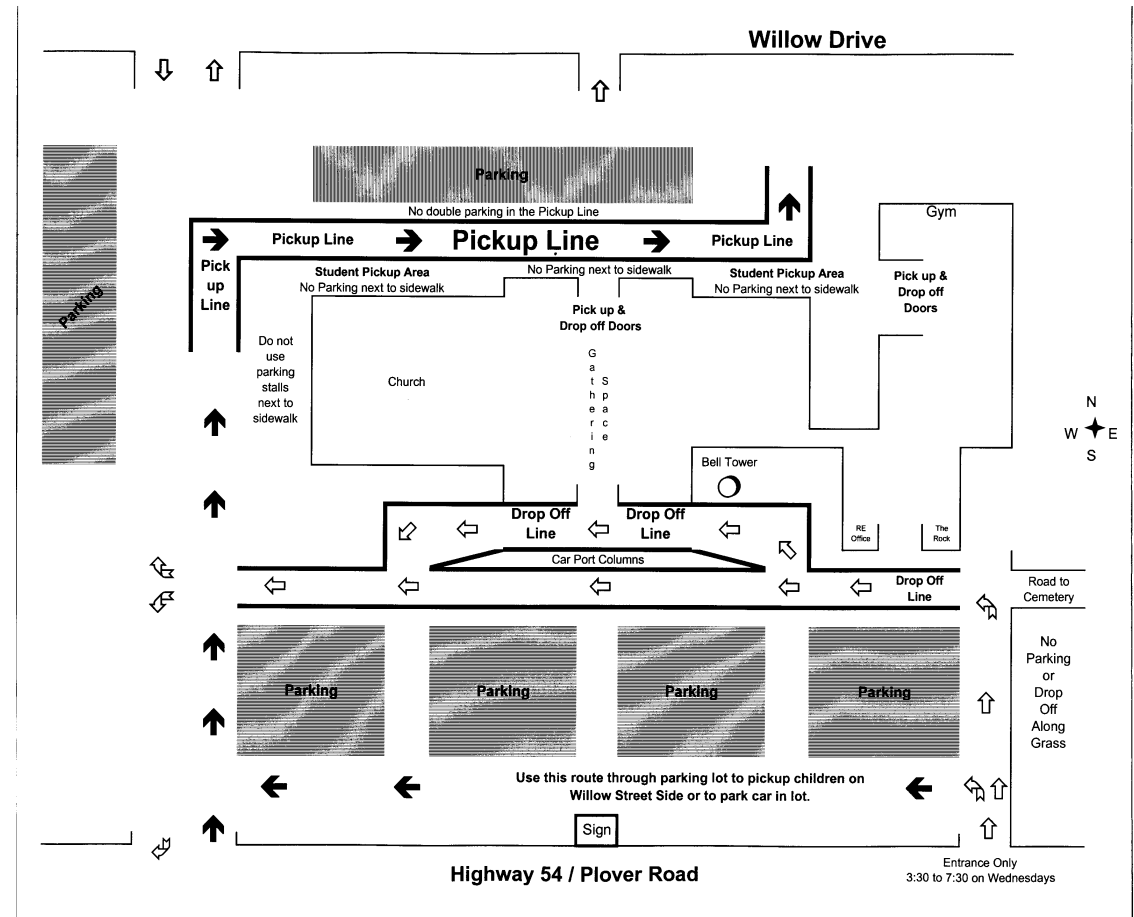 Willow Drive
Parking
No double parking in the Pickup Line
Pickup Line
Pickup Line
Pickup Line
Pick
up
Line
Student Pickup Area
No Parking next to sidewalk
No Parking next to sidewalk
Student Pickup Area
No Parking next to sidewalk
Gym
Pick up &
Drop off
Doors
Pick up &
Drop off Doors
Parking
Do not
use
parking
stalls
next to
sidewalk
Church
Gathering
Space
N
W E
S
Bell Tower
RE
Office
The
Rock
Drop Off
Line
Drop Off
Line
Car Port Columns
Drop Off
Line
Road to
Cemetery
No
Parking
or
Drop
Off
Along
Grass
Parking
Parking
Parking
Parking
Use this route through parking lot to pickup children on
Willow Street Side or to park car in lot.
Sign
Highway 54 / Plover Road
Entrance Only
3:30 to 7:30 on Wednesdays